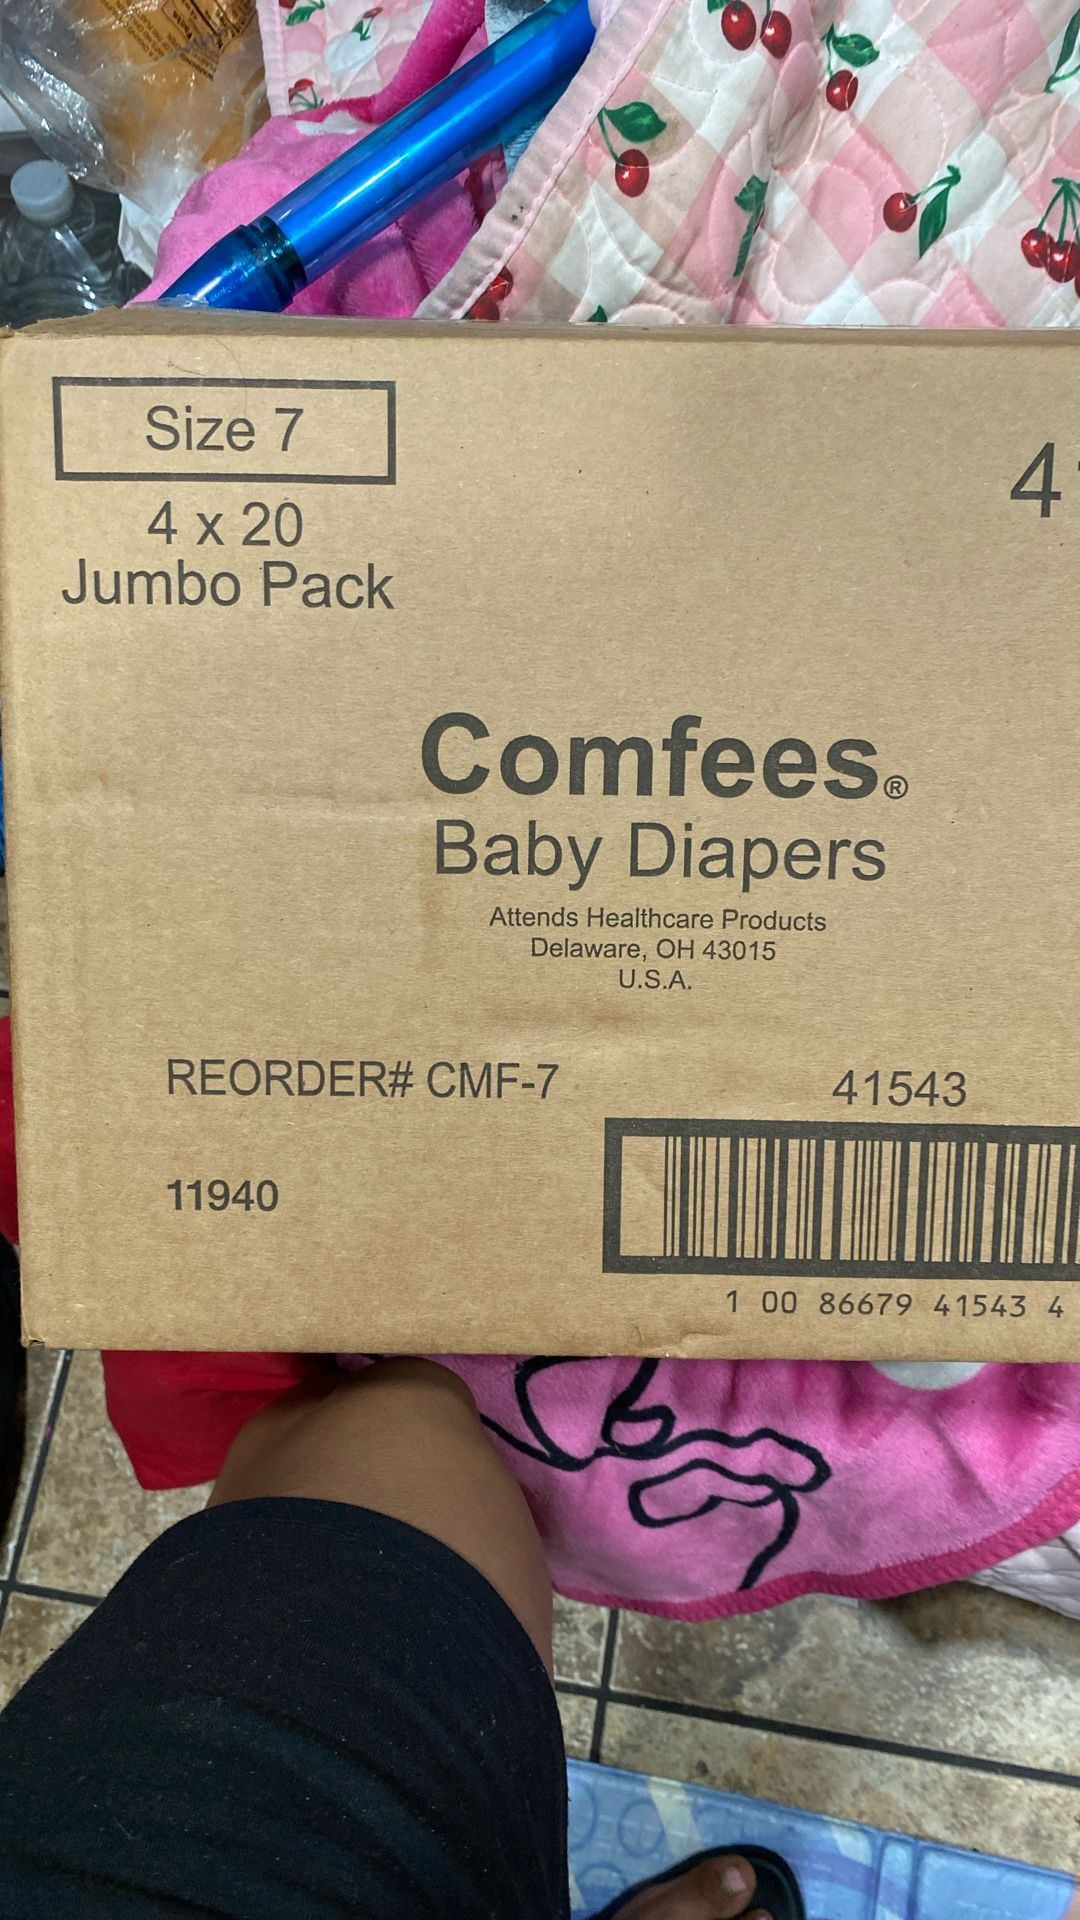 Size 7
4 x 20
Jumbo Pack
Comfees®
Baby Diapers
Attends Healthcare Products
Delaware, OH 43015
U.S.A.
REORDER# CMF-7
41543
11940
1 00 86679 41543 4